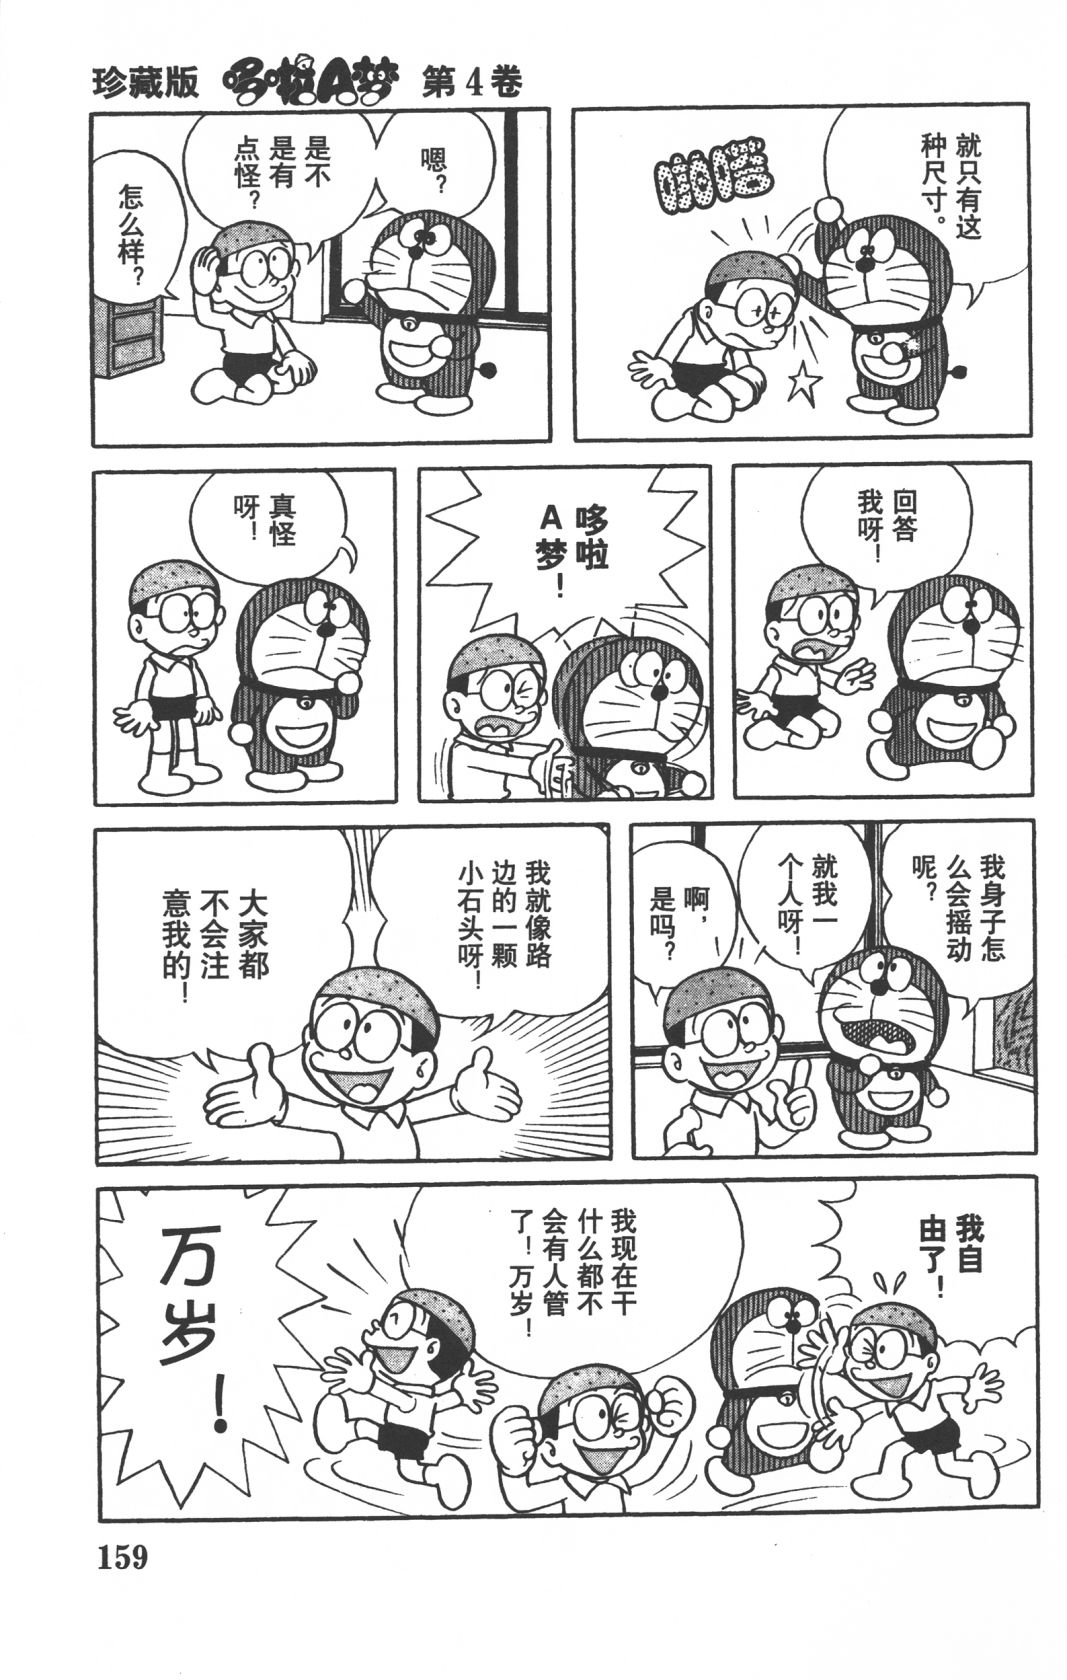 珍藏版 哆啦A梦 第4卷
就只有这
种尺寸。
啪嗒
嗯?
是不
是有
点怪?
怎么样?
回答
我呀!
哆啦
A梦!
真怪
呀!
我身子怎
么会摇动
呢?
就我一
个人呀!
啊,
是吗?
我就像路
边的一颗
小石头呀!
大家都
不会注
意我的!
我自
由了!
我现在干
什么都不
会有人管
了!万岁!
万岁!
159